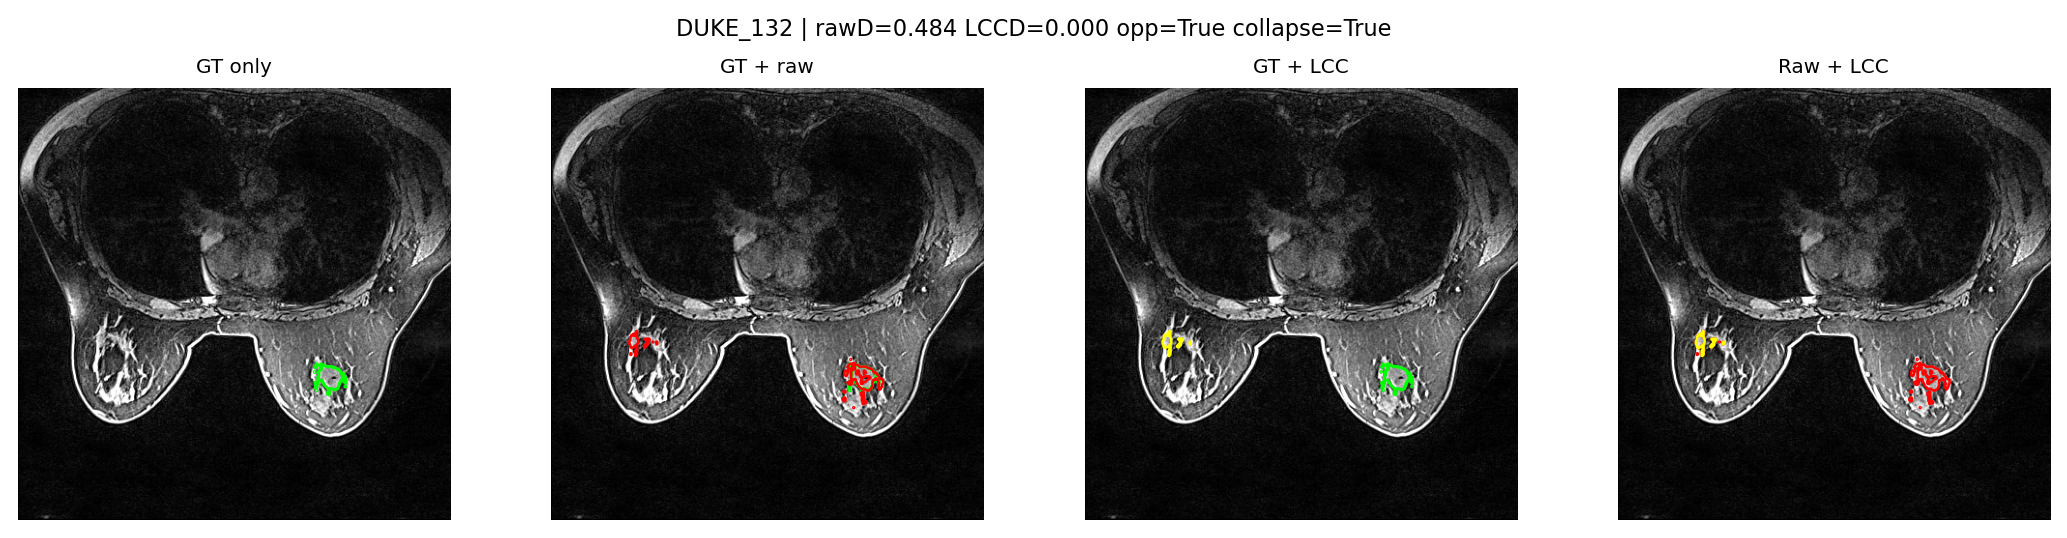 DUKE_132 | rawD=0.484 LCCD=0.000 opp=True collapse=True
GT only
GT + raw
GT + LCC
Raw + LCC